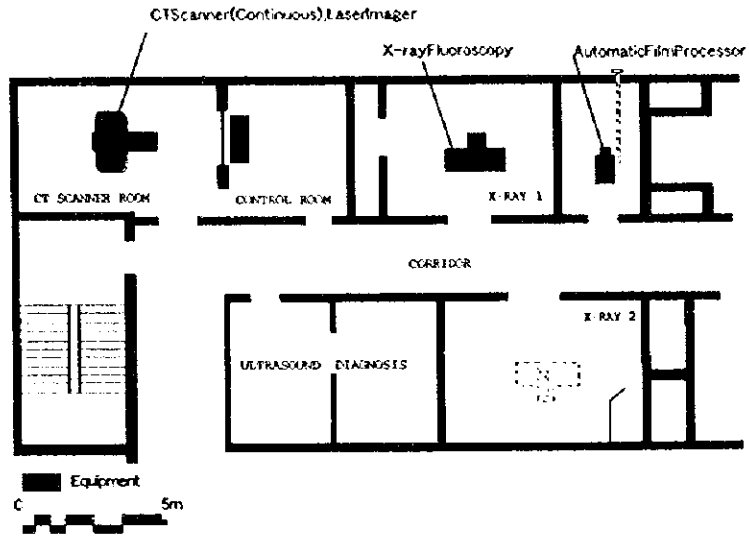 CTScanner(Continuous),LaserImager
X-rayFluoroscopy
AutomaticFilmProcessor
CT SCANNER ROOM
CONTROL ROOM
X-RAY 1
CORRIDOR
X-RAY 2
ULTRASOUND DIAGNOSIS
Equipment
0 5m